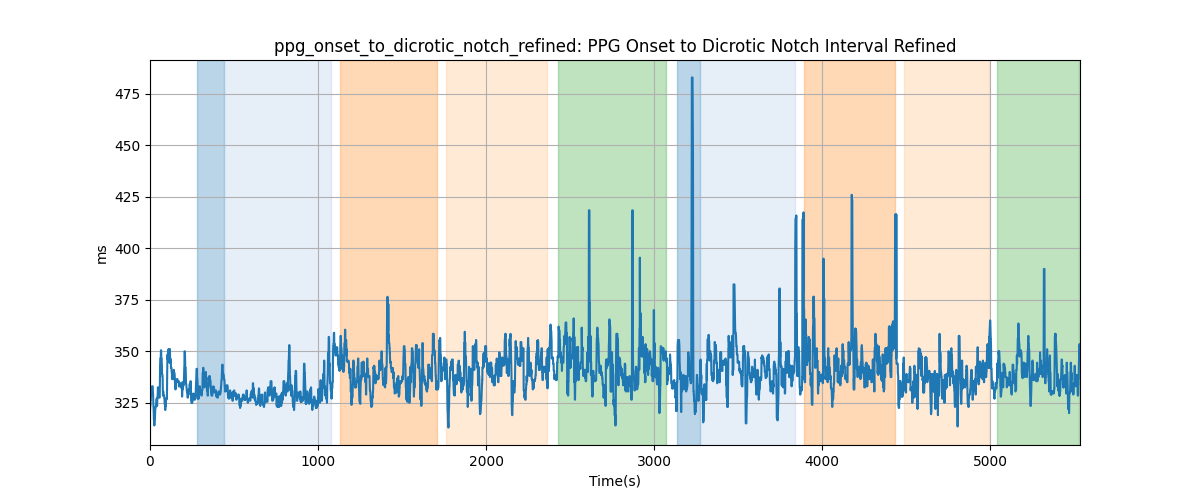 ppg_onset_to_dicrotic_notch_refined: PPG Onset to Dicrotic Notch Interval Refined
475
450
425
400
375
350
325
ms
0 1000 2000 3000 4000 5000
Time(s)